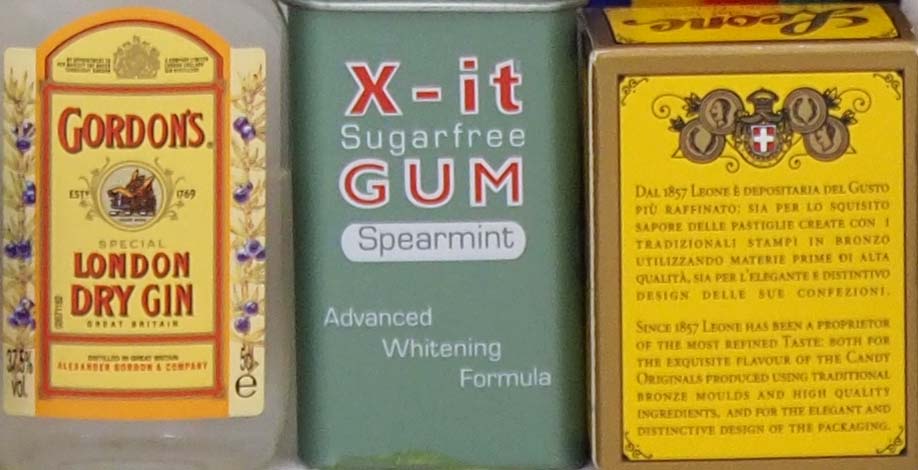 GORDON'S
ESTD 1769
SPECIAL
LONDON
DRY GIN
GREAT BRITAIN
DISTILLED IN GREAT BRITAIN
ALEXANDER GORDON & COMPANY
37,5%
vol.
5cl
e
X-it
Sugarfree
GUM
Spearmint
Advanced
Whitening
Formula
Leone
DAL 1857 LEONE È DEPOSITARIA DEL GUSTO
PIÙ RAFFINATO: SIA PER LO SQUISITO
SAPORE DELLE PASTIGLIE CREATE CON I
TRADIZIONALI STAMPI IN BRONZO
UTILIZZANDO MATERIE PRIME DI ALTA
QUALITÀ, SIA PER L'ELEGANTE E DISTINTIVO
DESIGN DELLE SUE CONFEZIONI.
SINCE 1857 LEONE HAS BEEN A PROPRIETOR
OF THE MOST REFINED TASTE: BOTH FOR
THE EXQUISITE FLAVOUR OF THE CANDY
ORIGINALS PRODUCED USING TRADITIONAL
BRONZE MOULDS AND HIGH QUALITY
INGREDIENTS, AND FOR THE ELEGANT AND
DISTINCTIVE DESIGN OF THE PACKAGING.